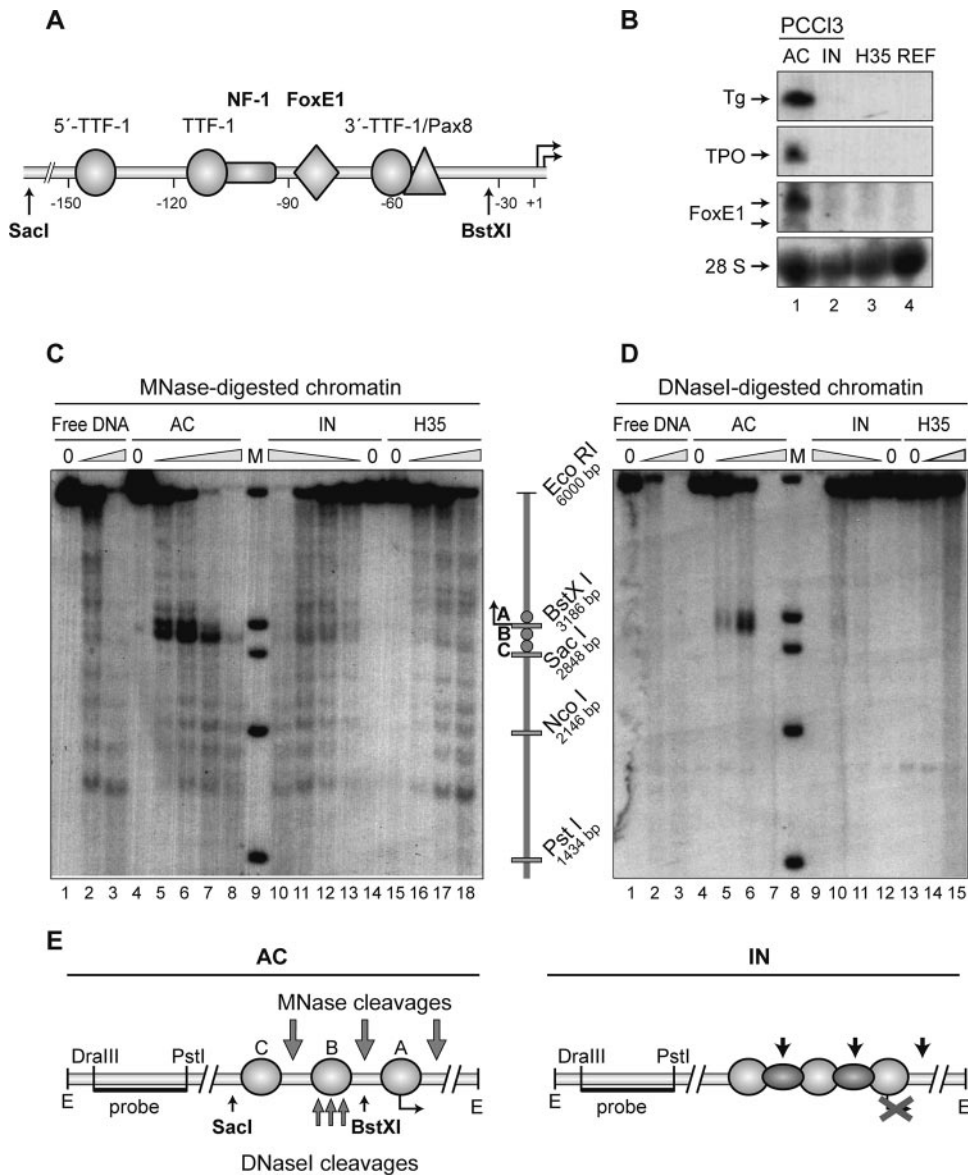 A
NF-1 FoxE1
5´-TTF-1 TTF-1 3´-TTF-1/Pax8
-150 -120 -90 -60 -30 +1
SacI BstXI
B
PCCl3
AC IN H35 REF
Tg
TPO
FoxE1
28 S
1 2 3 4
C
MNase-digested chromatin
Free DNA AC IN H35
0 0 M 0 0
1 2 3 4 5 6 7 8 9 10 11 12 13 14 15 16 17 18
Eco RI
6000 bp
A
BstX I
3186 bp
B
C
Sac I
2848 bp
Nco I
2146 bp
Pst I
1434 bp
D
DNaseI-digested chromatin
Free DNA AC IN H35
0 0 M 0 0
1 2 3 4 5 6 7 8 9 10 11 12 13 14 15
E
AC
MNase cleavages
DraIII PstI C B A
E probe E
SacI BstXI
DNaseI cleavages
IN
DraIII PstI
E probe E